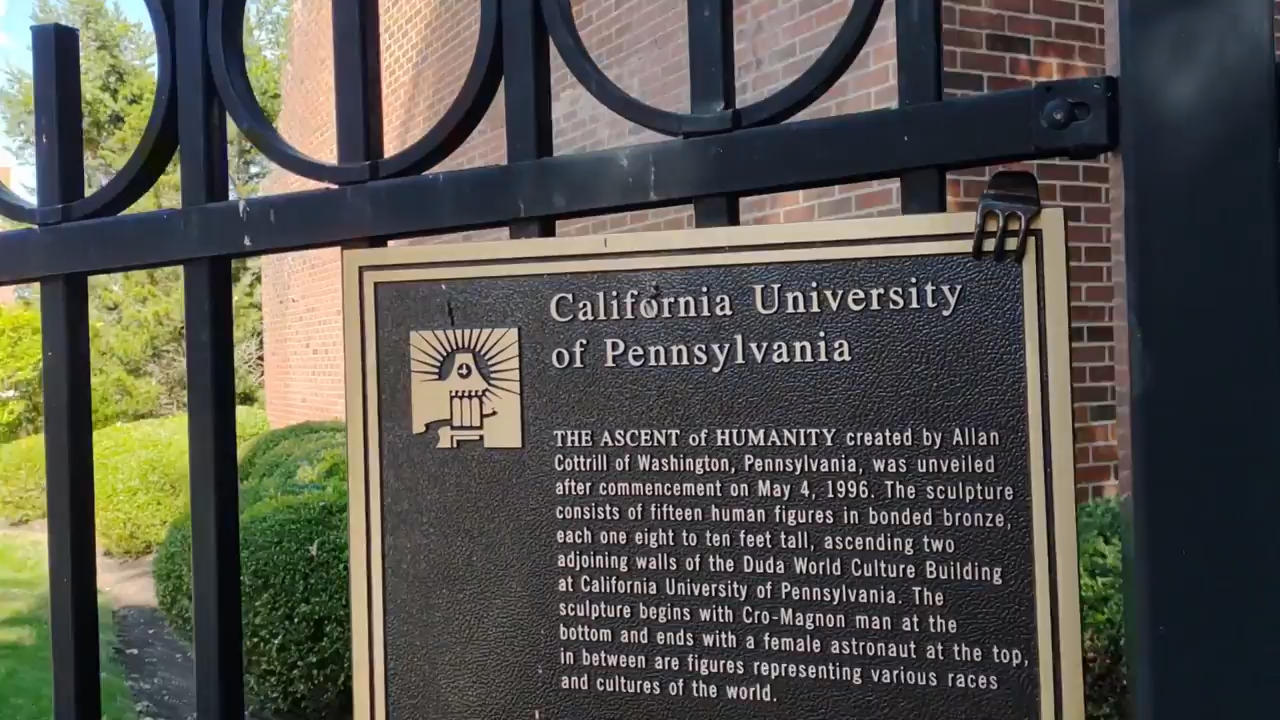 California University
of Pennsylvania
THE ASCENT of HUMANITY created by Allan
Cottrill of Washington, Pennsylvania, was unveiled
after commencement on May 4, 1996. The sculpture
consists of fifteen human figures in bonded bronze,
each one eight to ten feet tall, ascending two
adjoining walls of the Duda World Culture Building
at California University of Pennsylvania. The
sculpture begins with Cro-Magnon man at the
bottom and ends with a female astronaut at the top,
in between are figures representing various races
and cultures of the world.